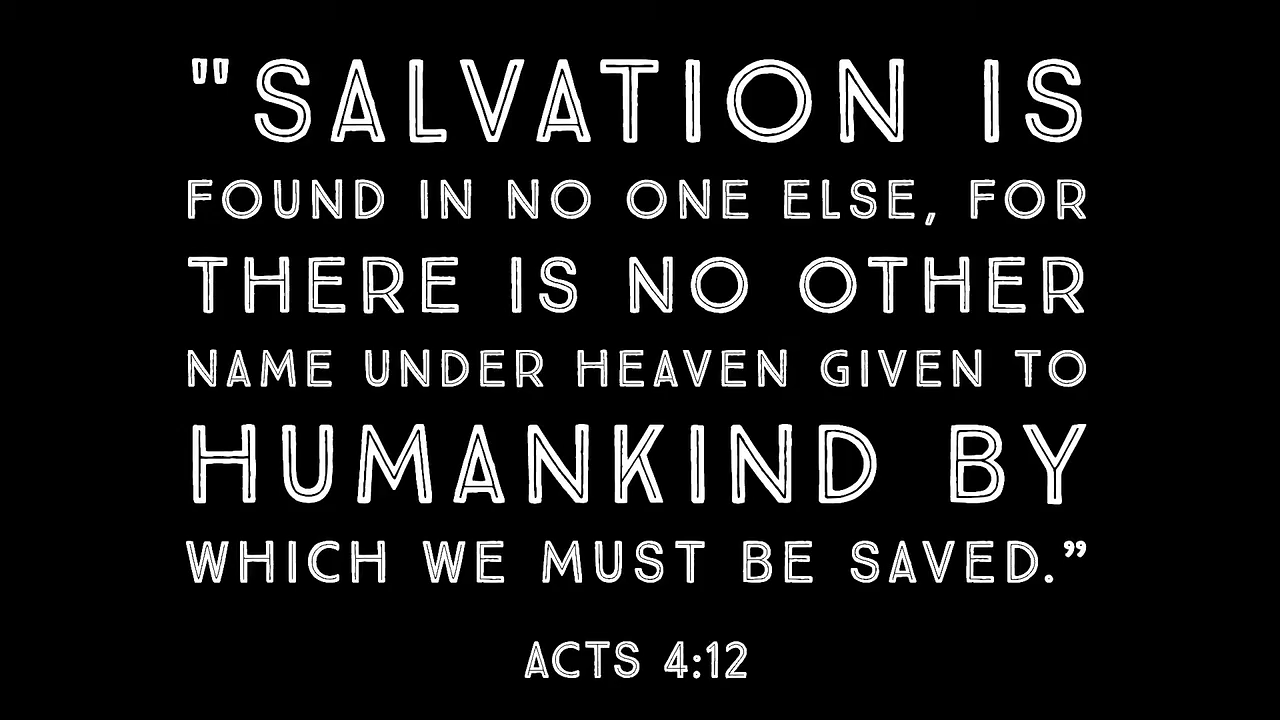 "SALVATION IS
FOUND IN NO ONE ELSE, FOR
THERE IS NO OTHER
NAME UNDER HEAVEN GIVEN TO
HUMANKIND BY
WHICH WE MUST BE SAVED.”
ACTS 4:12